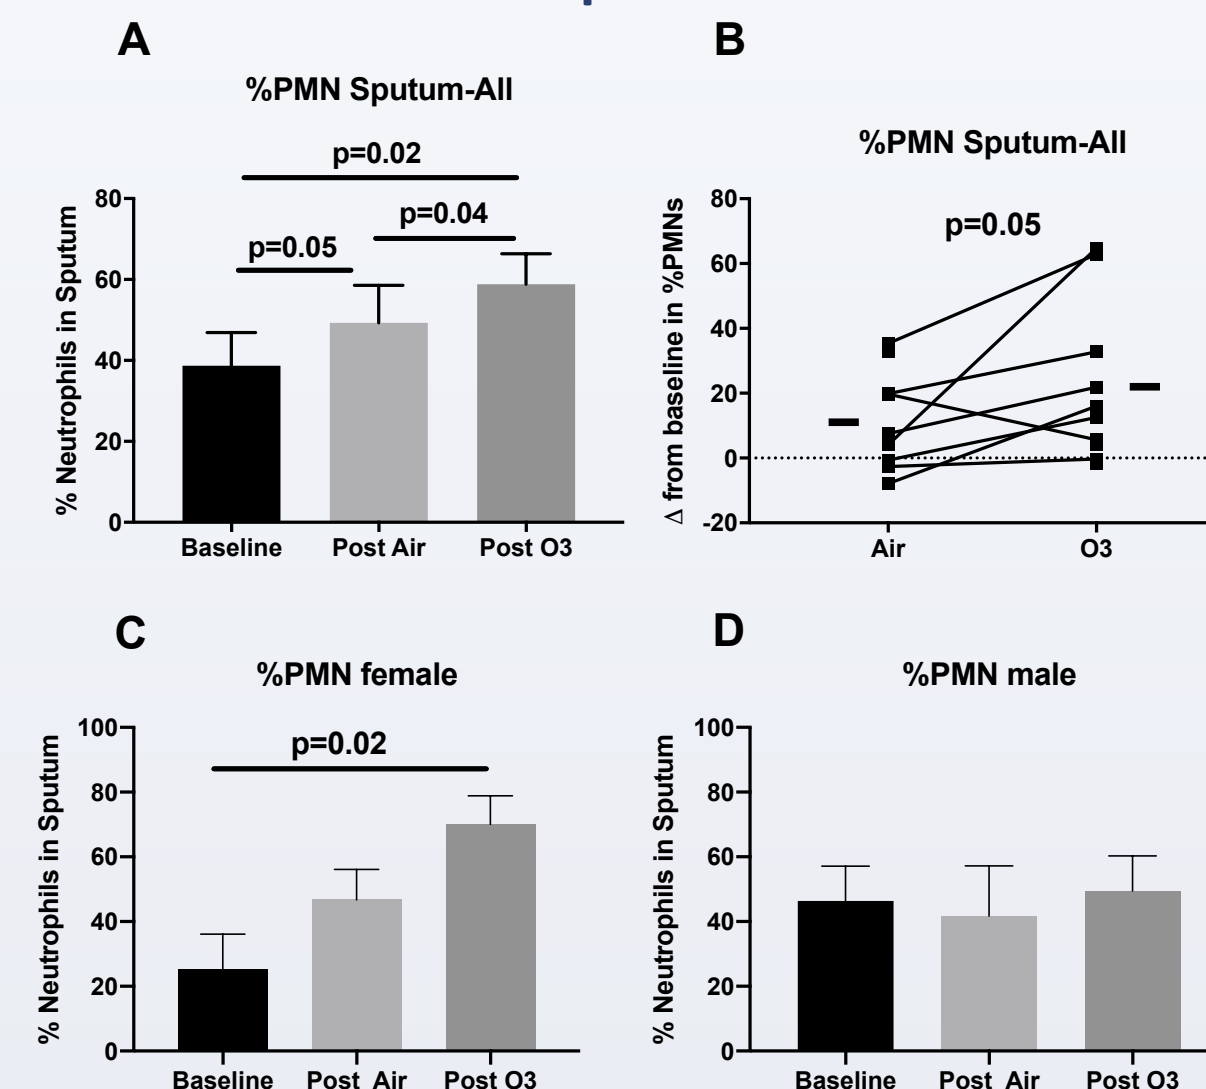 A
%PMN Sputum-All
p=0.02
p=0.04
p=0.05
% Neutrophils in Sputum
80
60
40
20
0
Baseline Post Air Post O3
B
%PMN Sputum-All
p=0.05
Δ from baseline in %PMNs
80
60
40
20
0
-20
Air O3
C
%PMN female
p=0.02
% Neutrophils in Sputum
100
80
60
40
20
0
Baseline Post Air Post O3
D
%PMN male
% Neutrophils in Sputum
100
80
60
40
20
0
Baseline Post Air Post O3